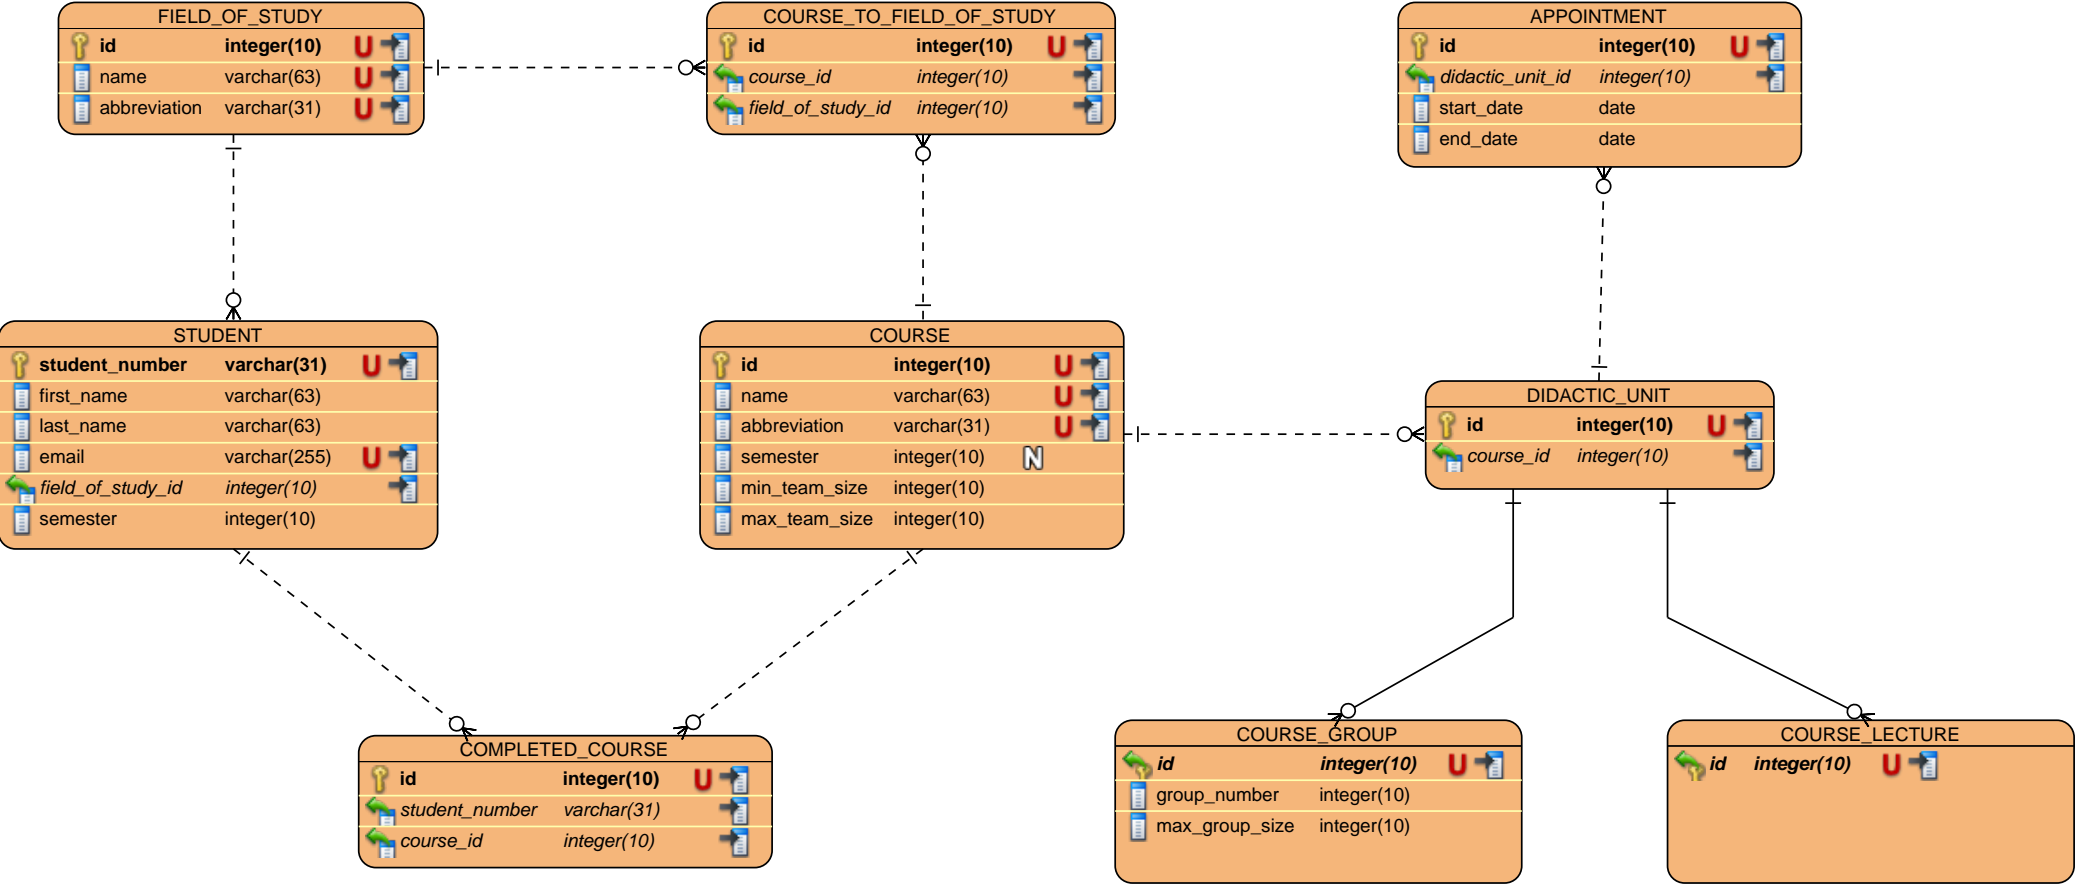 FIELD_OF_STUDY
id integer(10) U
name varchar(63) U
abbreviation varchar(31) U
COURSE_TO_FIELD_OF_STUDY
id integer(10) U
course_id integer(10)
field_of_study_id integer(10)
APPOINTMENT
id integer(10) U
didactic_unit_id integer(10)
start_date date
end_date date
STUDENT
student_number varchar(31) U
first_name varchar(63)
last_name varchar(63)
email varchar(255) U
field_of_study_id integer(10)
semester integer(10)
COURSE
id integer(10) U
name varchar(63) U
abbreviation varchar(31) U
semester integer(10) N
min_team_size integer(10)
max_team_size integer(10)
DIDACTIC_UNIT
id integer(10) U
course_id integer(10)
COMPLETED_COURSE
id integer(10) U
student_number varchar(31)
course_id integer(10)
COURSE_GROUP
id integer(10) U
group_number integer(10)
max_group_size integer(10)
COURSE_LECTURE
id integer(10) U